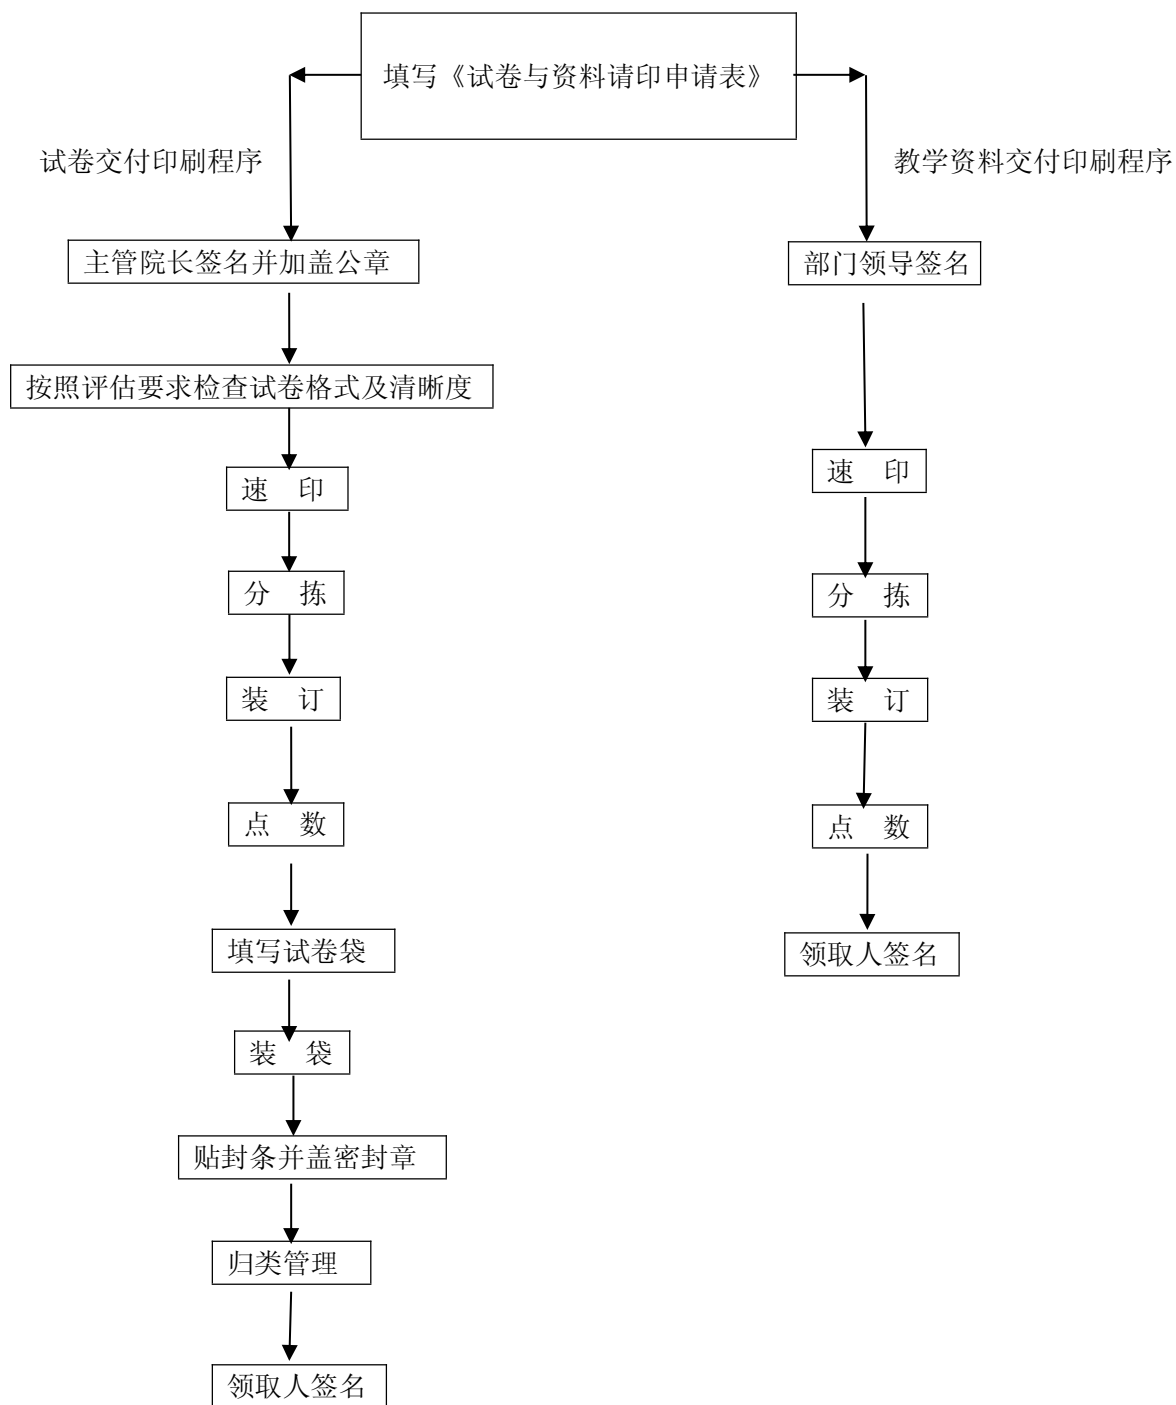 填写《试卷与资料请印申请表》
试卷交付印刷程序
教学资料交付印刷程序
主管院长签名并加盖公章
部门领导签名
按照评估要求检查试卷格式及清晰度
速 印
速 印
分 拣
分 拣
装 订
装 订
点 数
点 数
填写试卷袋
领取人签名
装 袋
贴封条并盖密封章
归类管理
领取人签名